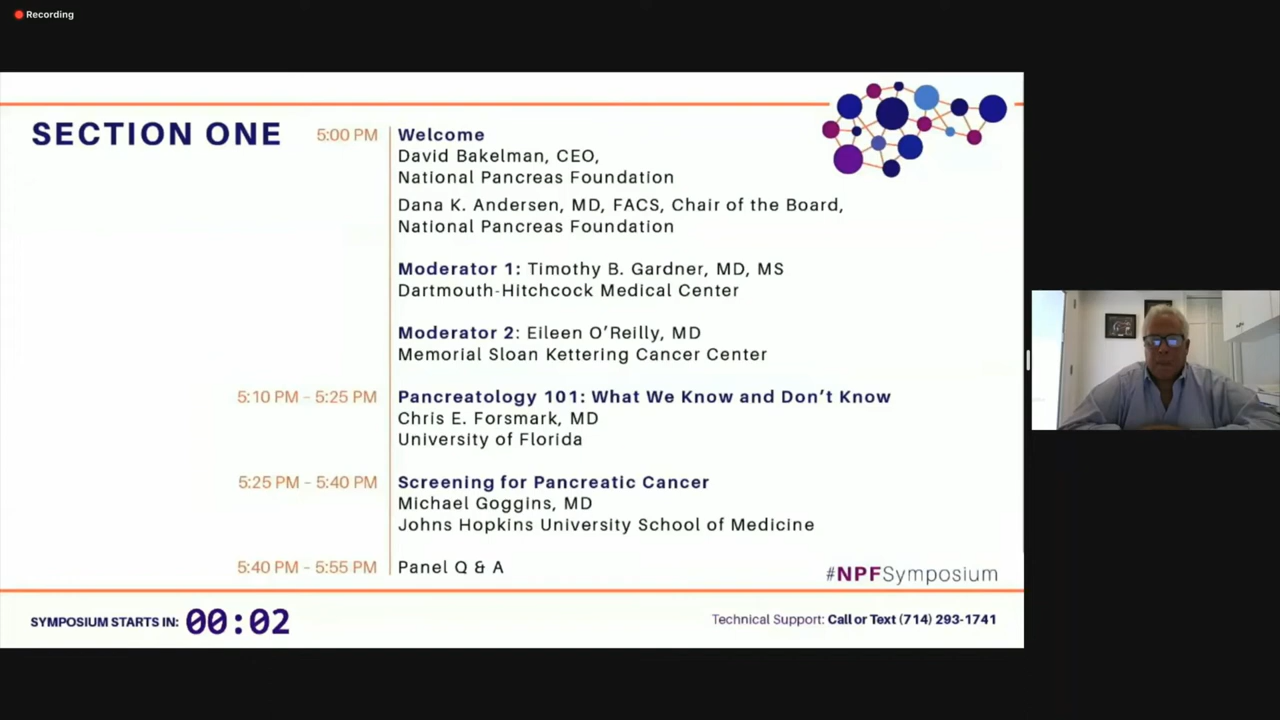 Recording
SECTION ONE
5:00 PM
Welcome
David Bakelman, CEO,
National Pancreas Foundation
Dana K. Andersen, MD, FACS, Chair of the Board,
National Pancreas Foundation
Moderator 1: Timothy B. Gardner, MD, MS
Dartmouth-Hitchcock Medical Center
Moderator 2: Eileen O’Reilly, MD
Memorial Sloan Kettering Cancer Center
5:10 PM – 5:25 PM
Pancreatology 101: What We Know and Don’t Know
Chris E. Forsmark, MD
University of Florida
5:25 PM – 5:40 PM
Screening for Pancreatic Cancer
Michael Goggins, MD
Johns Hopkins University School of Medicine
5:40 PM – 5:55 PM
Panel Q & A
#NPFSymposium
SYMPOSIUM STARTS IN: 00:02
Technical Support: Call or Text (714) 293-1741